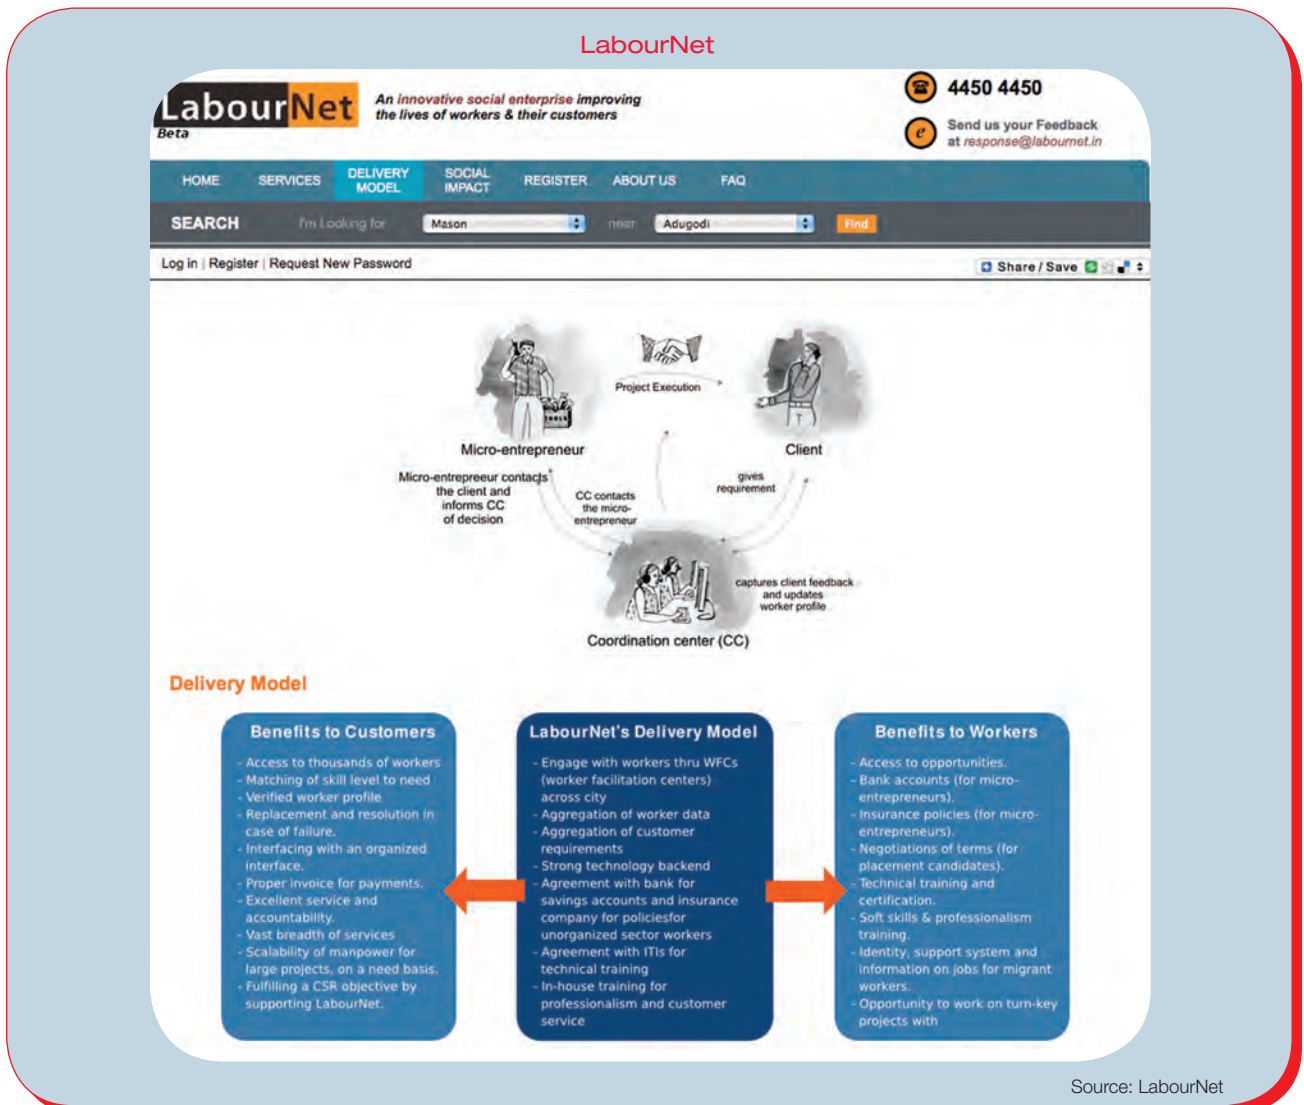 LabourNet
LabourNet
Beta
An innovative social enterprise improving
the lives of workers & their customers
4450 4450
Send us your Feedback
at response@labournet.in
HOME SERVICES DELIVERY MODEL SOCIAL IMPACT REGISTER ABOUT US FAQ
SEARCH I'm Looking for Mason near Adugodi Find
Log in | Register | Request New Password
Share / Save
Project Execution
TOOLS
Micro-entrepreneur
Client
Micro-entrepreeur contacts
the client and
informs CC
of decision
CC contacts
the micro-
entrepreneur
gives
requirement
captures client feedback
and updates
worker profile
Coordination center (CC)
Delivery Model
Benefits to Customers
- Access to thousands of workers
- Matching of skill level to need
- Verified worker profile
- Replacement and resolution in
case of failure.
- Interfacing with an organized
interface.
- Proper invoice for payments.
- Excellent service and
accountability.
- Vast breadth of services
- Scalability of manpower for
large projects, on a need basis.
- Fulfilling a CSR objective by
supporting LabourNet.
LabourNet's Delivery Model
- Engage with workers thru WFCs
(worker facilitation centers)
across city
- Aggregation of worker data
- Aggregation of customer
requirements
- Strong technology backend
- Agreement with bank for
savings accounts and insurance
company for policiesfor
unorganized sector workers
- Agreement with ITIs for
technical training
- In-house training for
professionalism and customer
service
Benefits to Workers
- Access to opportunities.
- Bank accounts (for micro-
entrepreneurs).
- Insurance policies (for micro-
entrepreneurs).
- Negotiations of terms (for
placement candidates).
- Technical training and
certification.
- Soft skills & professionalism
training.
- Identity, support system and
information on jobs for migrant
workers.
- Opportunity to work on turn-key
projects with
Source: LabourNet